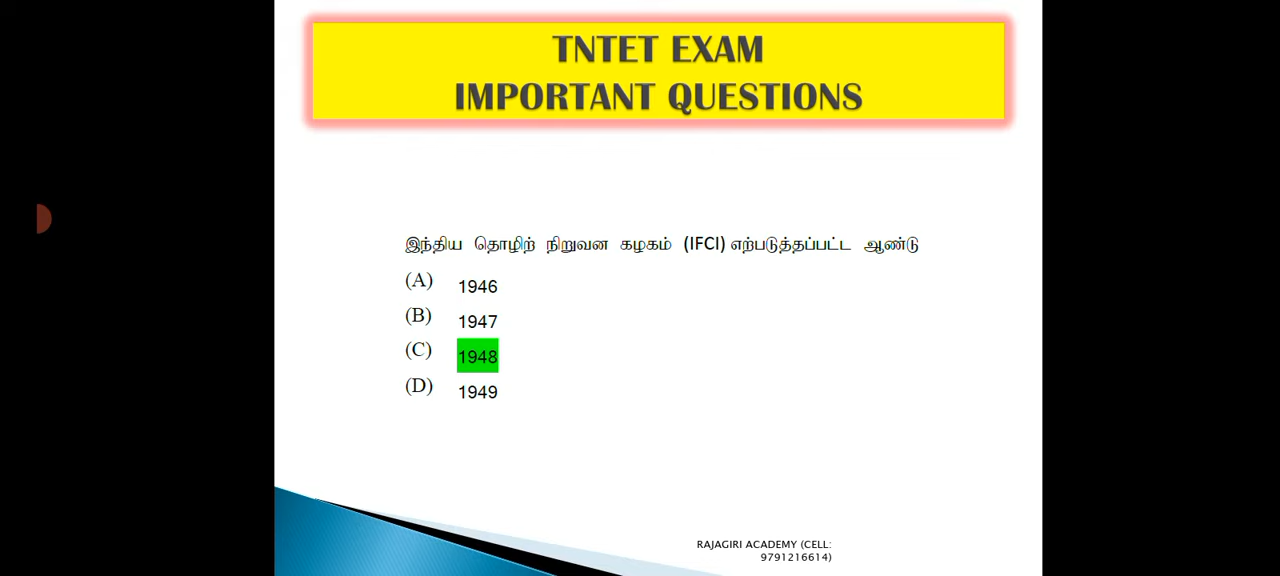 TNTET EXAM
IMPORTANT QUESTIONS
இந்திய தொழிற் நிறுவன கழகம் (IFCI) எற்படுத்தப்பட்ட ஆண்டு
(A) 1946
(B) 1947
(C) 1948
(D) 1949
RAJAGIRI ACADEMY (CELL:
9791216614)